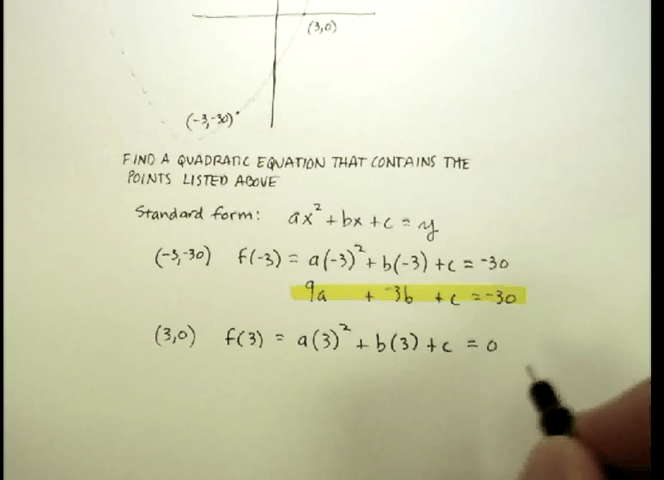 (3,0)
(-3,-30)
FIND A QUADRATIC EQUATION THAT CONTAINS THE
POINTS LISTED ABOVE
Standard form: ax² + bx + c = y
(-3,-30) f(-3) = a(-3)² + b(-3) + c = -30
9a + -3b + c = -30
(3,0) f(3) = a(3)² + b(3) + c = 0